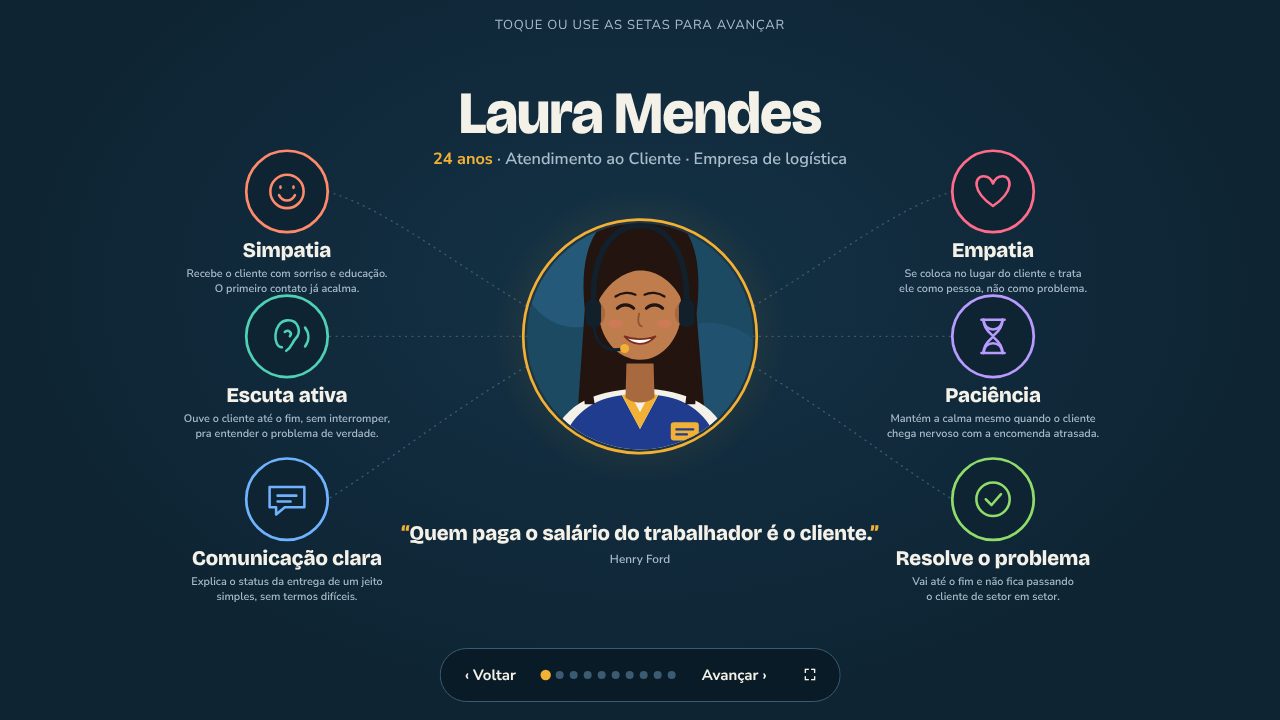 TOQUE OU USE AS SETAS PARA AVANÇAR
Laura Mendes
24 anos · Atendimento ao Cliente · Empresa de logística
Simpatia
Recebe o cliente com sorriso e educação.
O primeiro contato já acalma.
Escuta ativa
Ouve o cliente até o fim, sem interromper,
pra entender o problema de verdade.
Comunicação clara
Explica o status da entrega de um jeito
simples, sem termos difíceis.
Empatia
Se coloca no lugar do cliente e trata
ele como pessoa, não como problema.
Paciência
Mantém a calma mesmo quando o cliente
chega nervoso com a encomenda atrasada.
Resolve o problema
Vai até o fim e não fica passando
o cliente de setor em setor.
“Quem paga o salário do trabalhador é o cliente.”
Henry Ford
‹ Voltar
Avançar ›